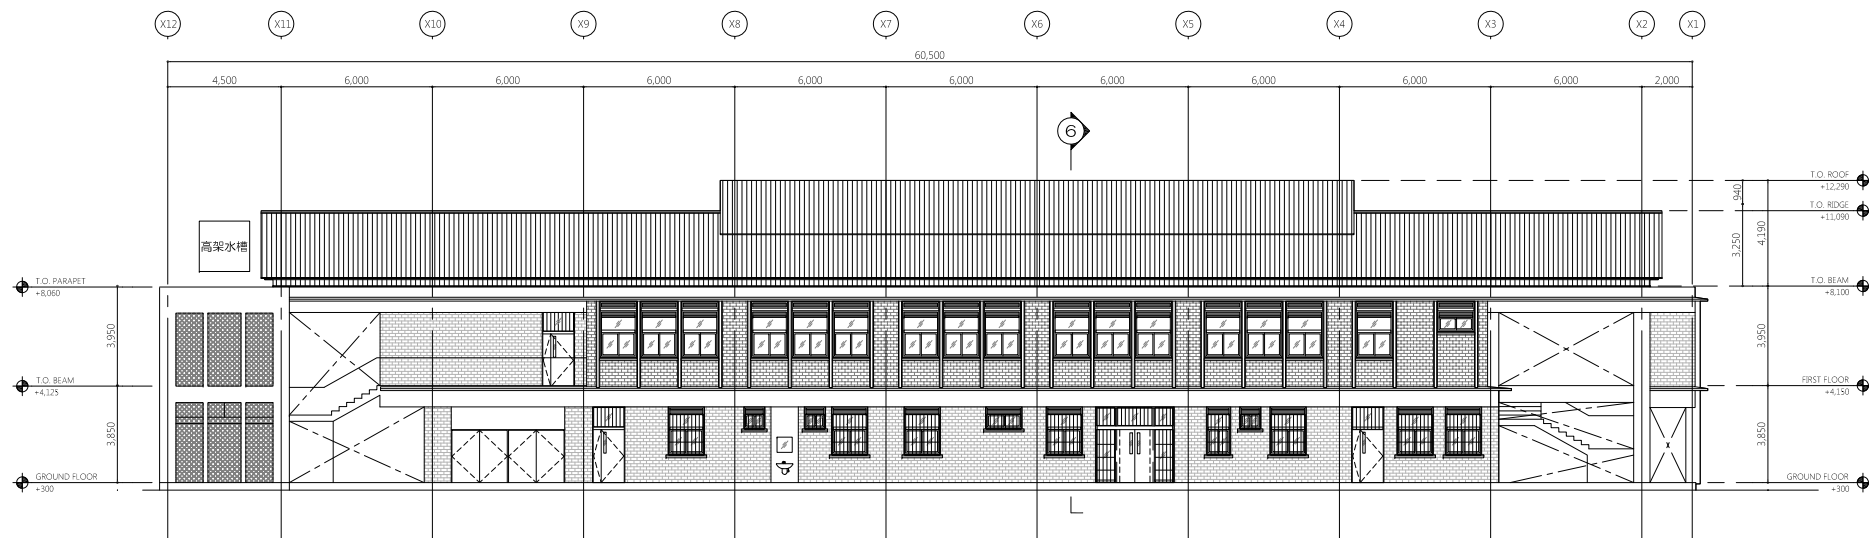 X12 X11 X10 X9 X8 X7 X6 X5 X4 X3 X2 X1
60,500
4,500 6,000 6,000 6,000 6,000 6,000 6,000 6,000 6,000 6,000 2,000
6
T.O. ROOF
+12,290
940
T.O. RIDGE
+11,090
3,250
4,190
高架水槽
T.O. PARAPET
+8,060
T.O. BEAM
+8,100
3,950
3,950
T.O. BEAM
+4,125
FIRST FLOOR
+4,150
3,850
3,850
GROUND FLOOR
+300
GROUND FLOOR
+300